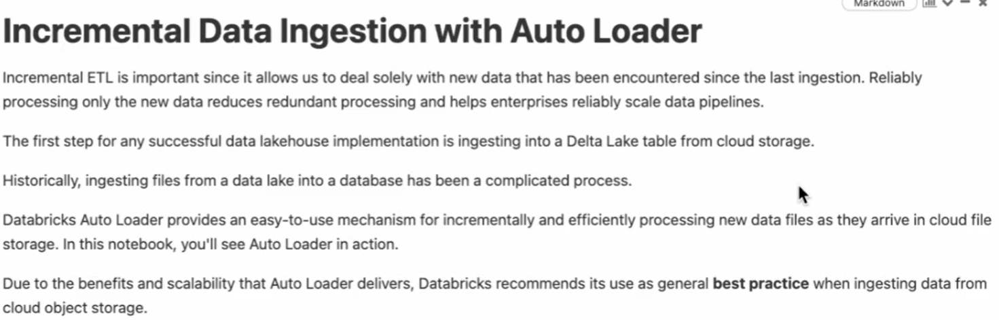 Markdown
Incremental Data Ingestion with Auto Loader
Incremental ETL is important since it allows us to deal solely with new data that has been encountered since the last ingestion. Reliably
processing only the new data reduces redundant processing and helps enterprises reliably scale data pipelines.
The first step for any successful data lakehouse implementation is ingesting into a Delta Lake table from cloud storage.
Historically, ingesting files from a data lake into a database has been a complicated process.
Databricks Auto Loader provides an easy-to-use mechanism for incrementally and efficiently processing new data files as they arrive in cloud file
storage. In this notebook, you'll see Auto Loader in action.
Due to the benefits and scalability that Auto Loader delivers, Databricks recommends its use as general best practice when ingesting data from
cloud object storage.